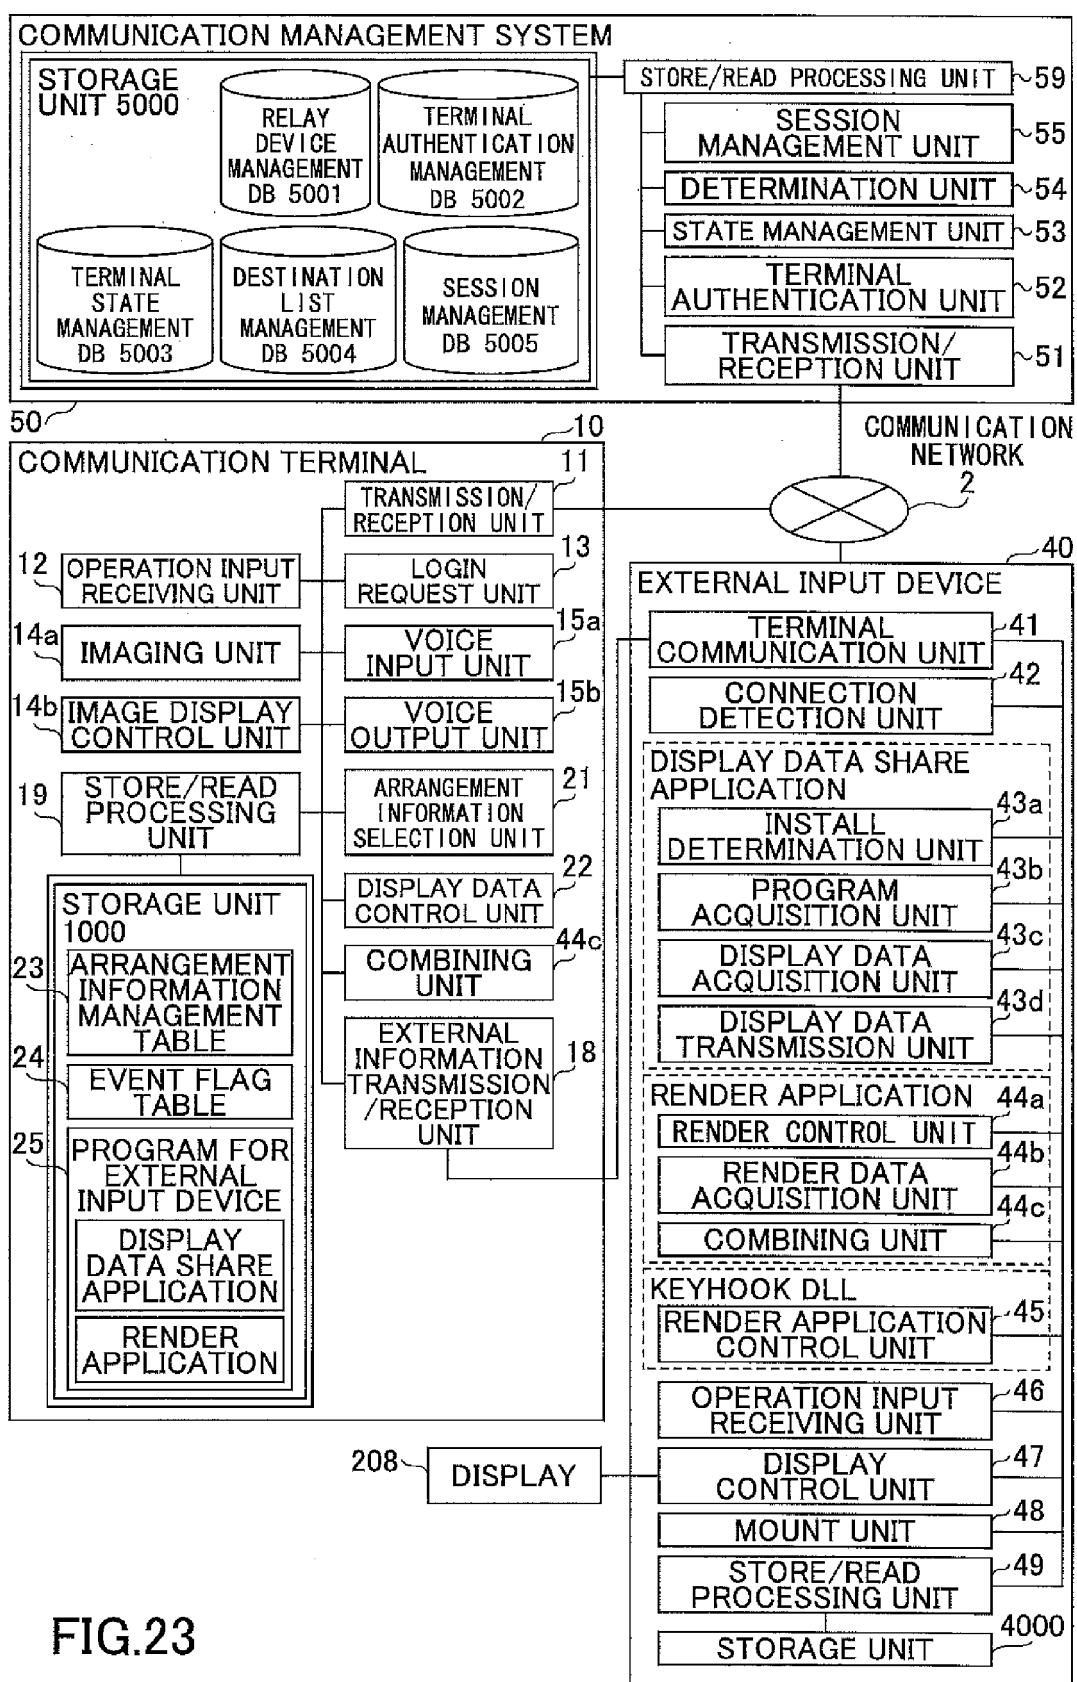 COMMUNICATION MANAGEMENT SYSTEM
STORAGE
UNIT 5000
RELAY
DEVICE
MANAGEMENT
DB 5001
TERMINAL
AUTHENTICATION
MANAGEMENT
DB 5002
TERMINAL
STATE
MANAGEMENT
DB 5003
DESTINATION
LIST
MANAGEMENT
DB 5004
SESSION
MANAGEMENT
DB 5005
STORE/READ PROCESSING UNIT
59
SESSION
MANAGEMENT UNIT
55
DETERMINATION UNIT
54
STATE MANAGEMENT UNIT
53
TERMINAL
AUTHENTICATION UNIT
52
TRANSMISSION/
RECEPTION UNIT
51
50
COMMUNICATION
NETWORK
2
10
COMMUNICATION TERMINAL
TRANSMISSION/
RECEPTION UNIT
11
12
OPERATION INPUT
RECEIVING UNIT
LOGIN
REQUEST UNIT
13
14a
IMAGING UNIT
VOICE
INPUT UNIT
15a
14b
IMAGE DISPLAY
CONTROL UNIT
VOICE
OUTPUT UNIT
15b
19
STORE/READ
PROCESSING
UNIT
ARRANGEMENT
INFORMATION
SELECTION UNIT
21
DISPLAY DATA
CONTROL UNIT
22
COMBINING
UNIT
44c
EXTERNAL
INFORMATION
TRANSMISSION
/RECEPTION
UNIT
18
STORAGE UNIT
1000
23
ARRANGEMENT
INFORMATION
MANAGEMENT
TABLE
24
EVENT FLAG
TABLE
25
PROGRAM FOR
EXTERNAL
INPUT DEVICE
DISPLAY
DATA SHARE
APPLICATION
RENDER
APPLICATION
40
EXTERNAL INPUT DEVICE
TERMINAL
COMMUNICATION UNIT
41
CONNECTION
DETECTION UNIT
42
DISPLAY DATA SHARE
APPLICATION
INSTALL
DETERMINATION UNIT
43a
PROGRAM
ACQUISITION UNIT
43b
DISPLAY DATA
ACQUISITION UNIT
43c
DISPLAY DATA
TRANSMISSION UNIT
43d
RENDER APPLICATION
RENDER CONTROL UNIT
44a
RENDER DATA
ACQUISITION UNIT
44b
COMBINING UNIT
44c
KEYHOOK DLL
RENDER APPLICATION
CONTROL UNIT
45
OPERATION INPUT
RECEIVING UNIT
46
208
DISPLAY
DISPLAY
CONTROL UNIT
47
MOUNT UNIT
48
STORE/READ
PROCESSING UNIT
49
STORAGE UNIT
4000
FIG.23